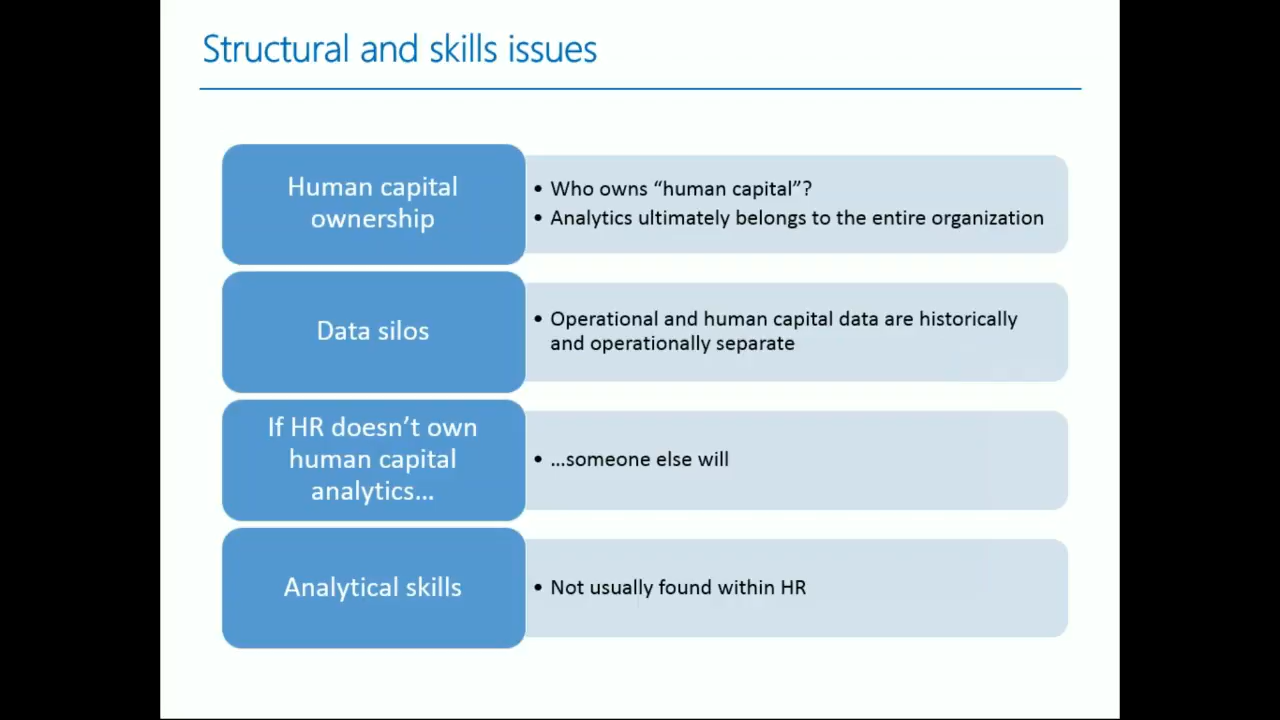 Structural and skills issues
Human capital
ownership
• Who owns “human capital”?
• Analytics ultimately belongs to the entire organization
Data silos
• Operational and human capital data are historically
and operationally separate
If HR doesn’t own
human capital
analytics…
• …someone else will
Analytical skills
• Not usually found within HR